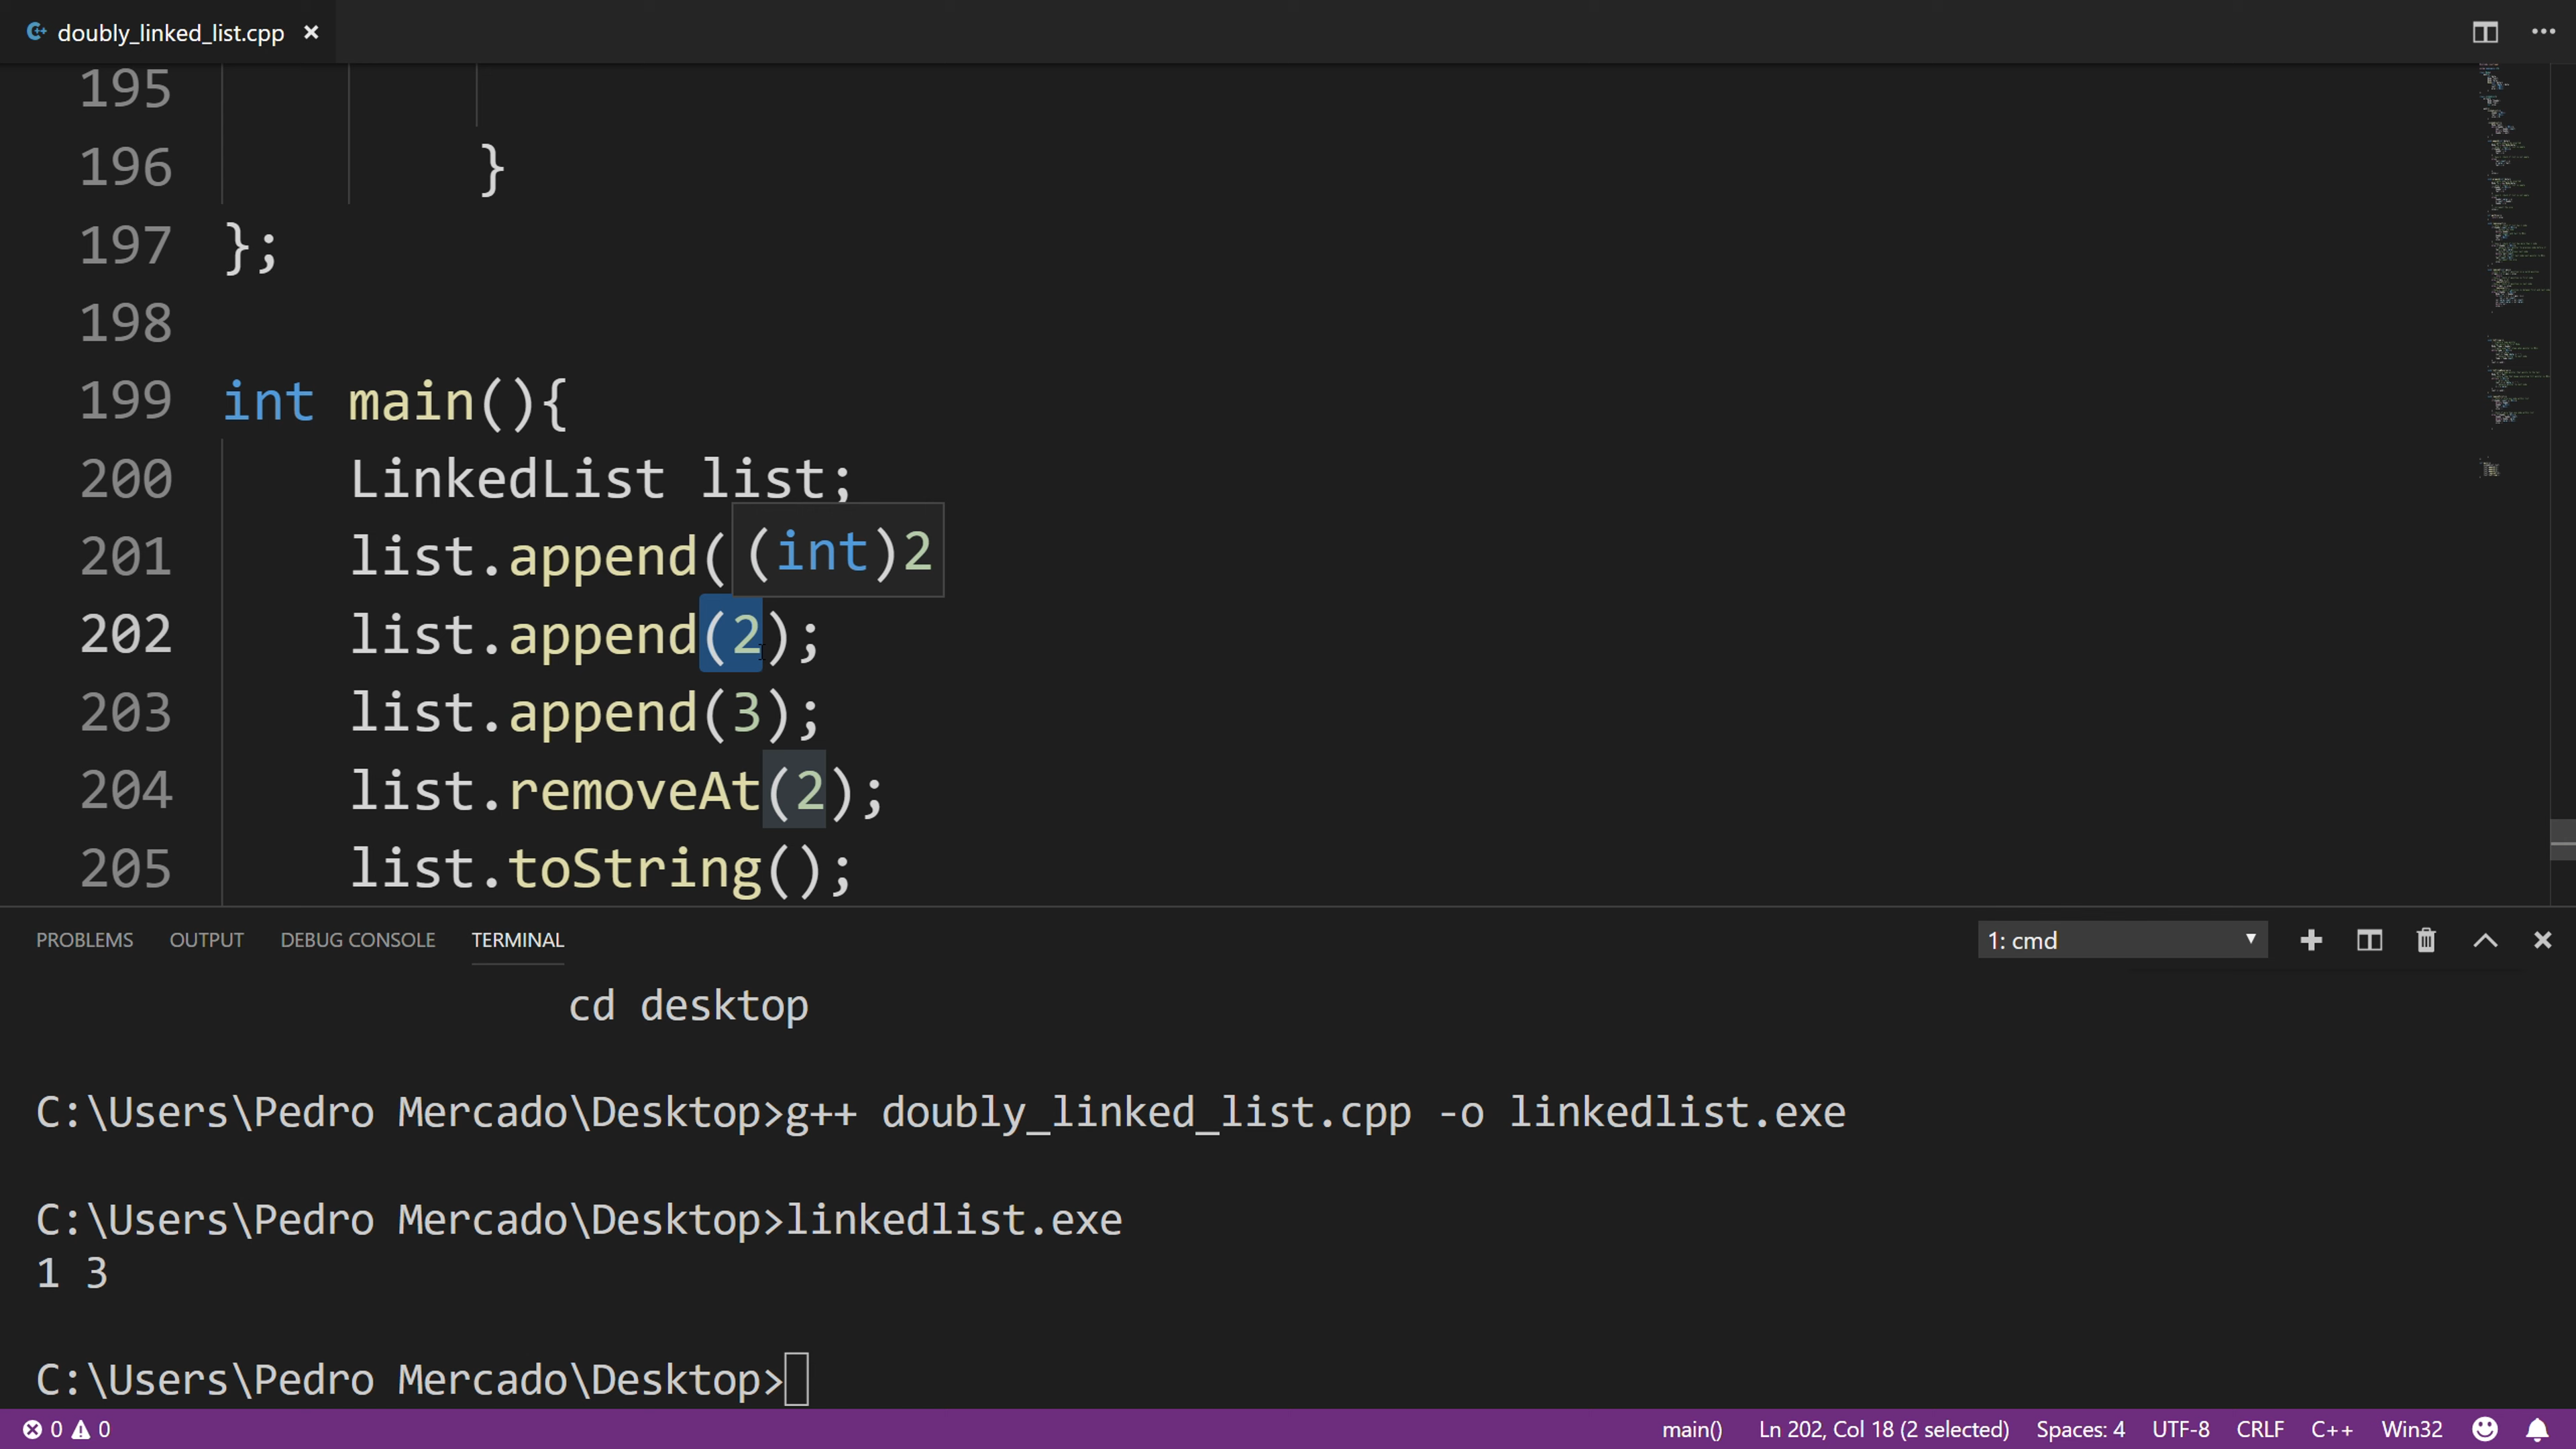 doubly_linked_list.cpp
195
196 }
197 };
198
199 int main(){
200 LinkedList list;
201 list.append(
(int)2
202 list.append(2);
203 list.append(3);
204 list.removeAt(2);
205 list.toString();
PROBLEMS OUTPUT DEBUG CONSOLE TERMINAL 1: cmd
cd desktop
C:\Users\Pedro Mercado\Desktop>g++ doubly_linked_list.cpp -o linkedlist.exe
C:\Users\Pedro Mercado\Desktop>linkedlist.exe
1 3
C:\Users\Pedro Mercado\Desktop>
0 0 main() Ln 202, Col 18 (2 selected) Spaces: 4 UTF-8 CRLF C++ Win32